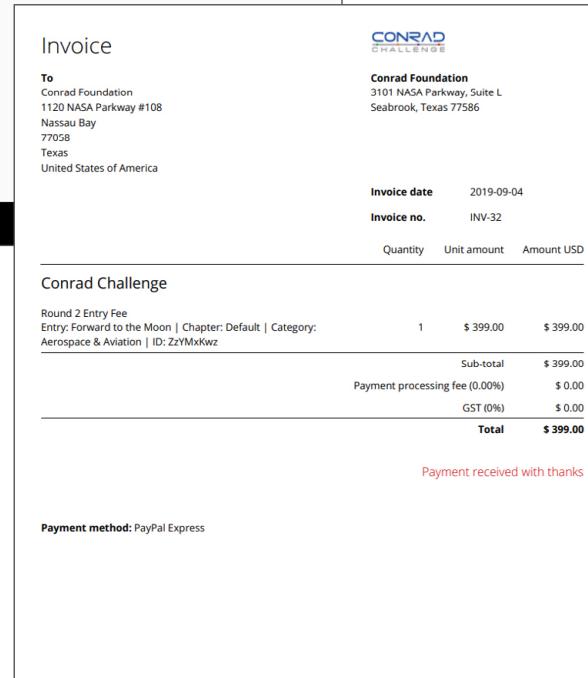 Invoice
CONRAD
CHALLENGE
To
Conrad Foundation
1120 NASA Parkway #108
Nassau Bay
77058
Texas
United States of America
Conrad Foundation
3101 NASA Parkway, Suite L
Seabrook, Texas 77586
Invoice date 2019-09-04
Invoice no. INV-32
Quantity Unit amount Amount USD
Conrad Challenge
Round 2 Entry Fee
Entry: Forward to the Moon | Chapter: Default | Category: 1 $ 399.00 $ 399.00
Aerospace & Aviation | ID: ZzYMxKwz
Sub-total $ 399.00
Payment processing fee (0.00%) $ 0.00
GST (0%) $ 0.00
Total $ 399.00
Payment received with thanks
Payment method: PayPal Express